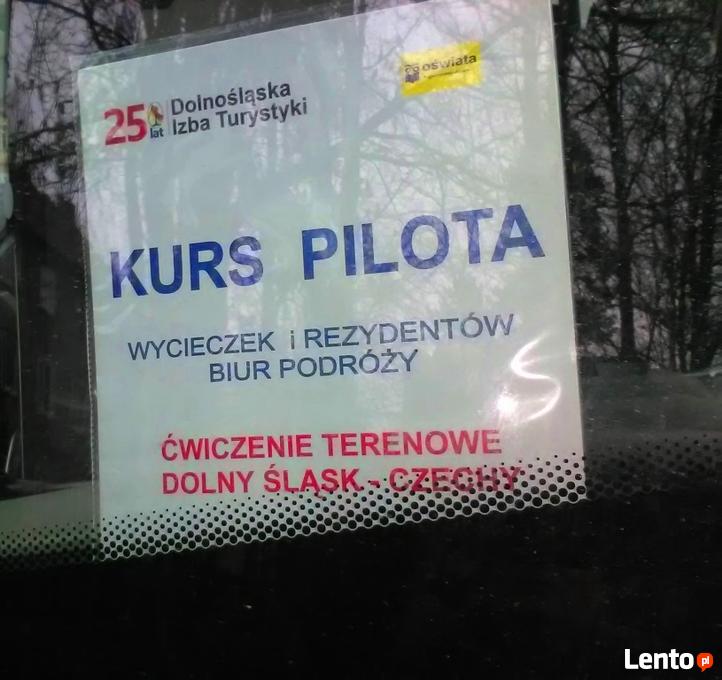 25 lat Dolnośląska
Izba Turystyki
oświata
KURS PILOTA
WYCIECZEK i REZYDENTÓW
BIUR PODRÓŻY
ĆWICZENIE TERENOWE
DOLNY ŚLĄSK - CZECHY
Lento pl